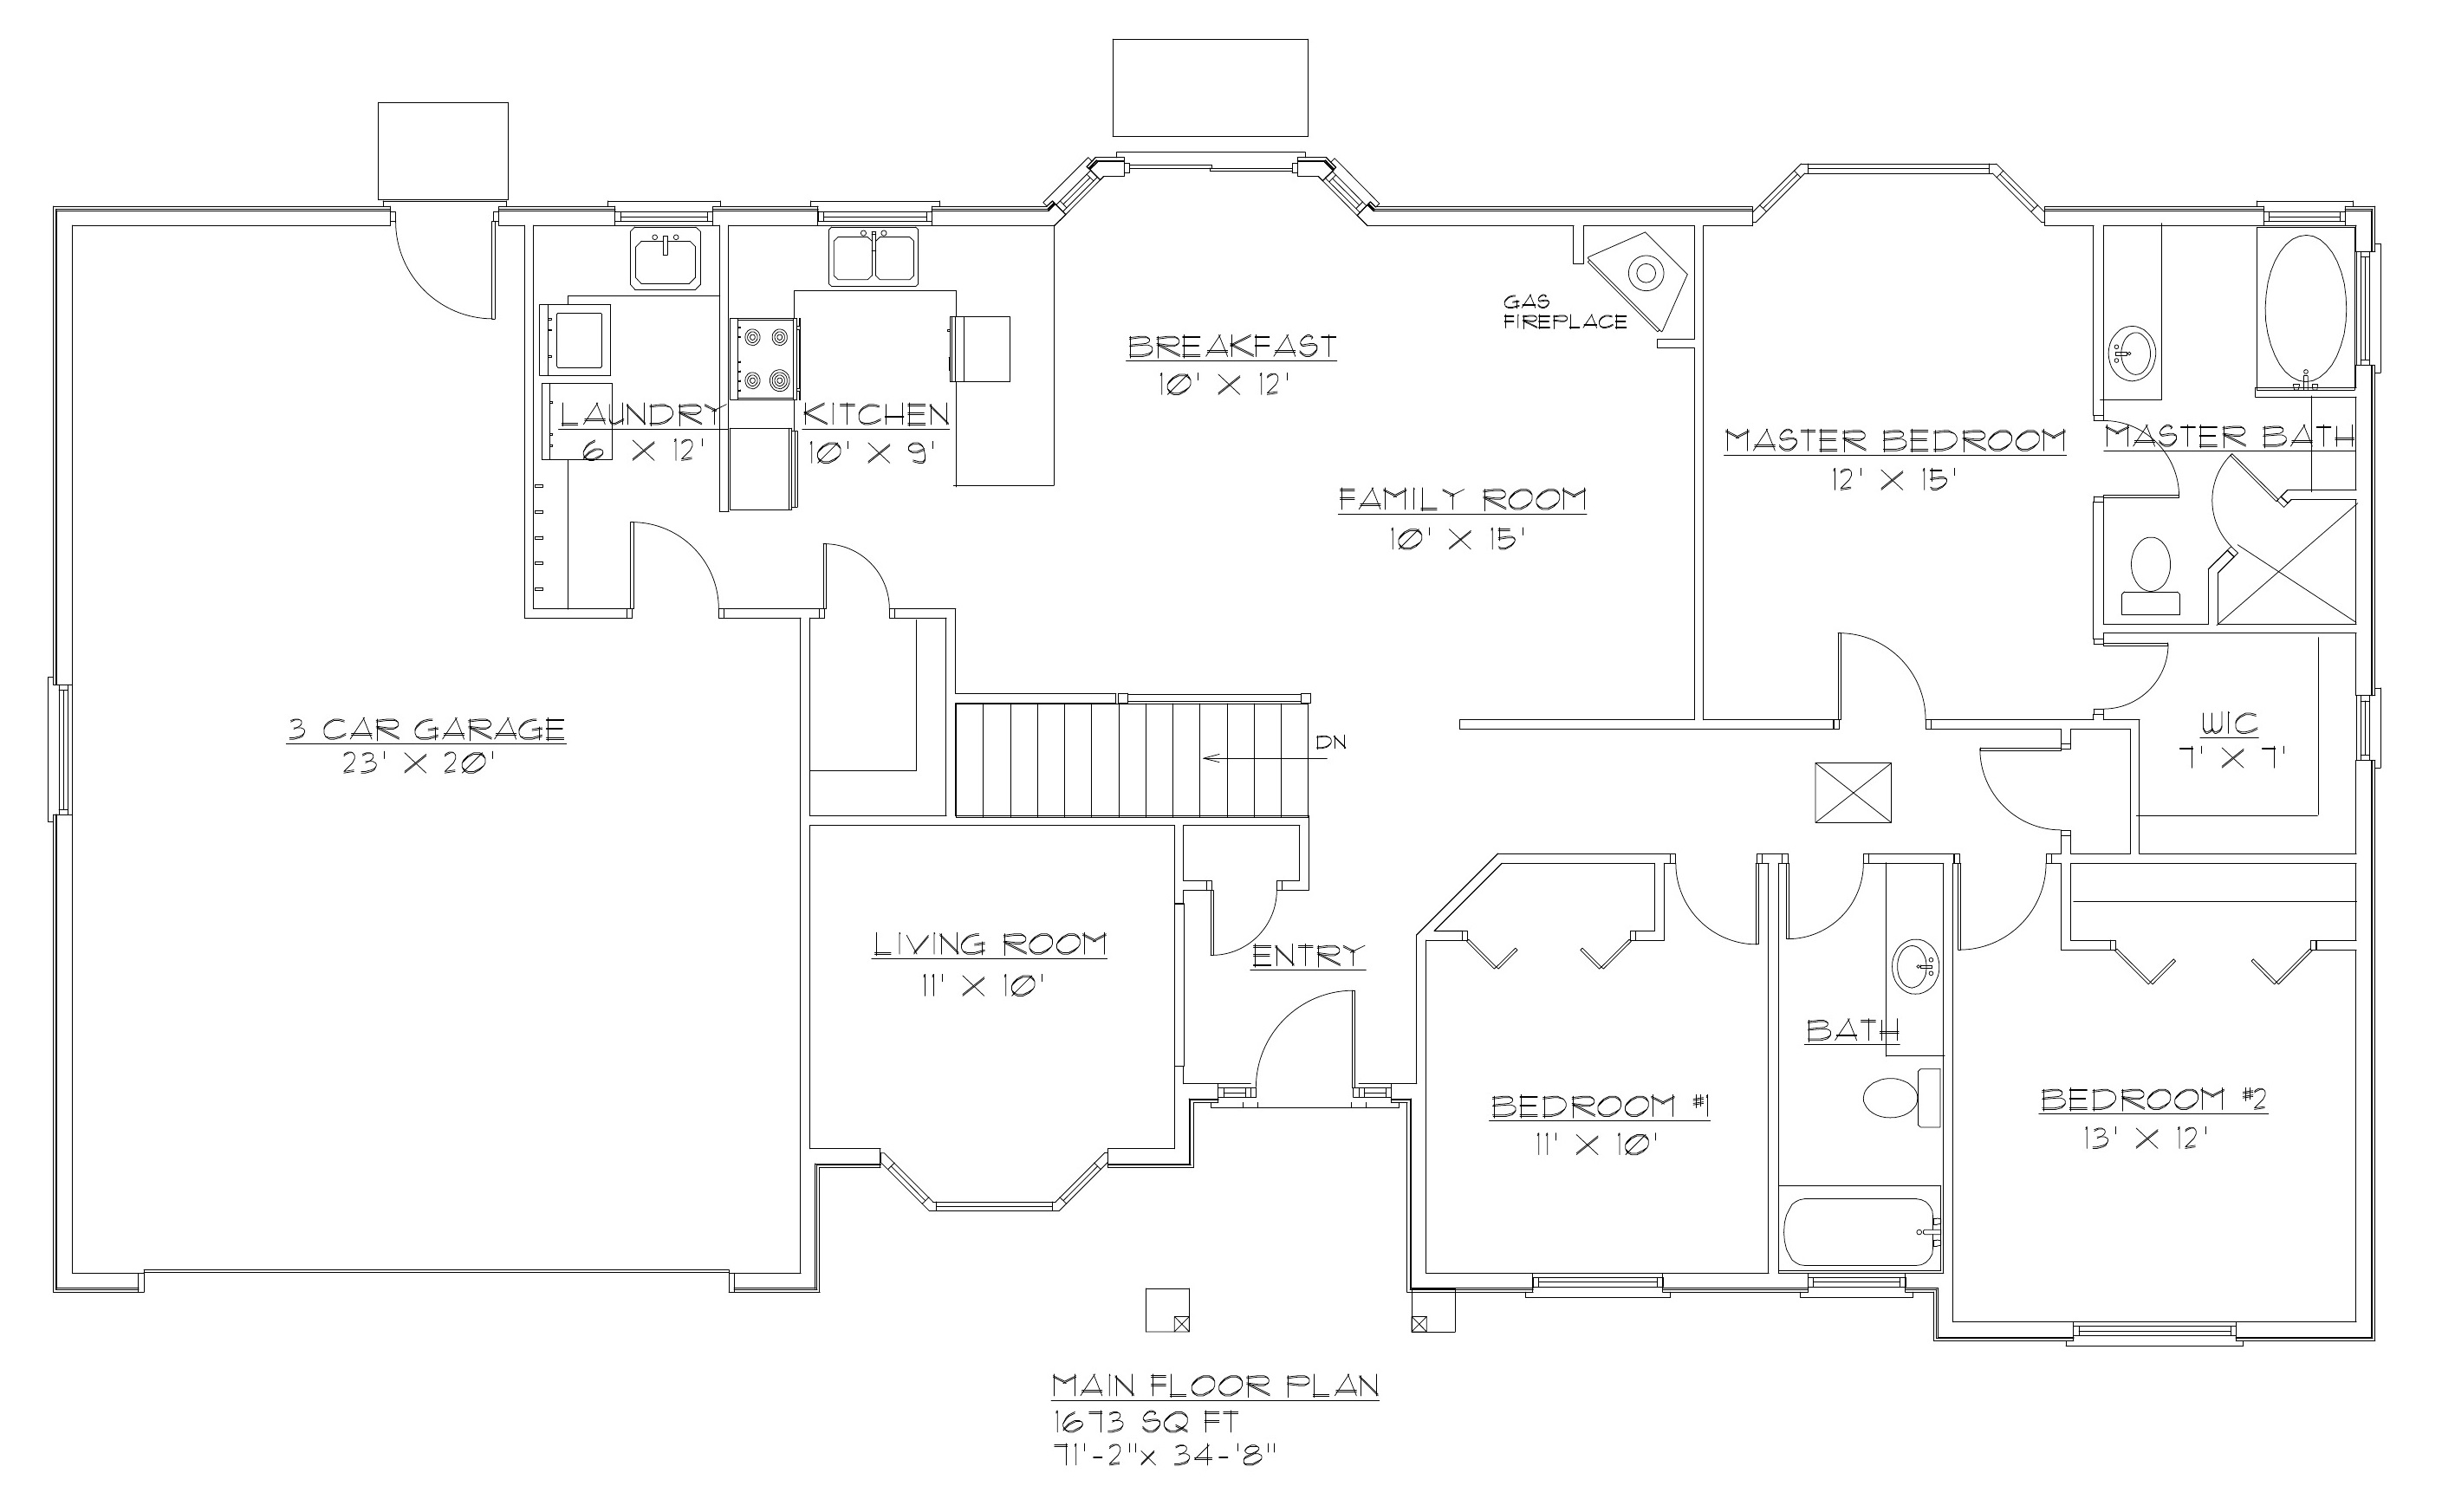 GAS
FIREPLACE
BREAKFAST
10' X 12'
LAUNDRY
6' X 12'
KITCHEN
10' X 9'
MASTER BEDROOM
12' X 15'
MASTER BATH
FAMILY ROOM
10' X 15'
3 CAR GARAGE
23' X 20'
DN
WIC
7' X 7'
LIVING ROOM
11' X 10'
ENTRY
BATH
BEDROOM #1
11' X 10'
BEDROOM #2
13' X 12'
MAIN FLOOR PLAN
1673 SQ FT
71'-2"x 34-'8"